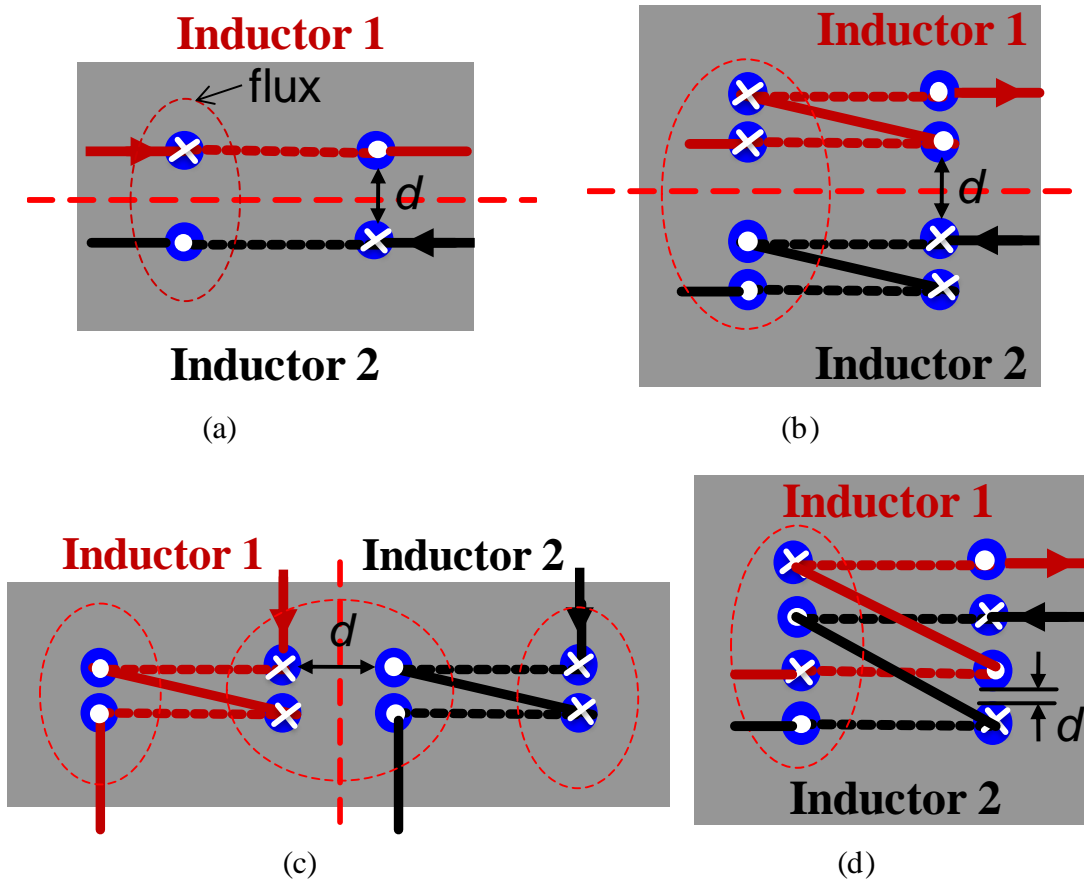 Inductor 1
flux
d
Inductor 2
(a)
Inductor 1
d
Inductor 2
(b)
Inductor 1
Inductor 2
d
(c)
Inductor 1
d
Inductor 2
(d)